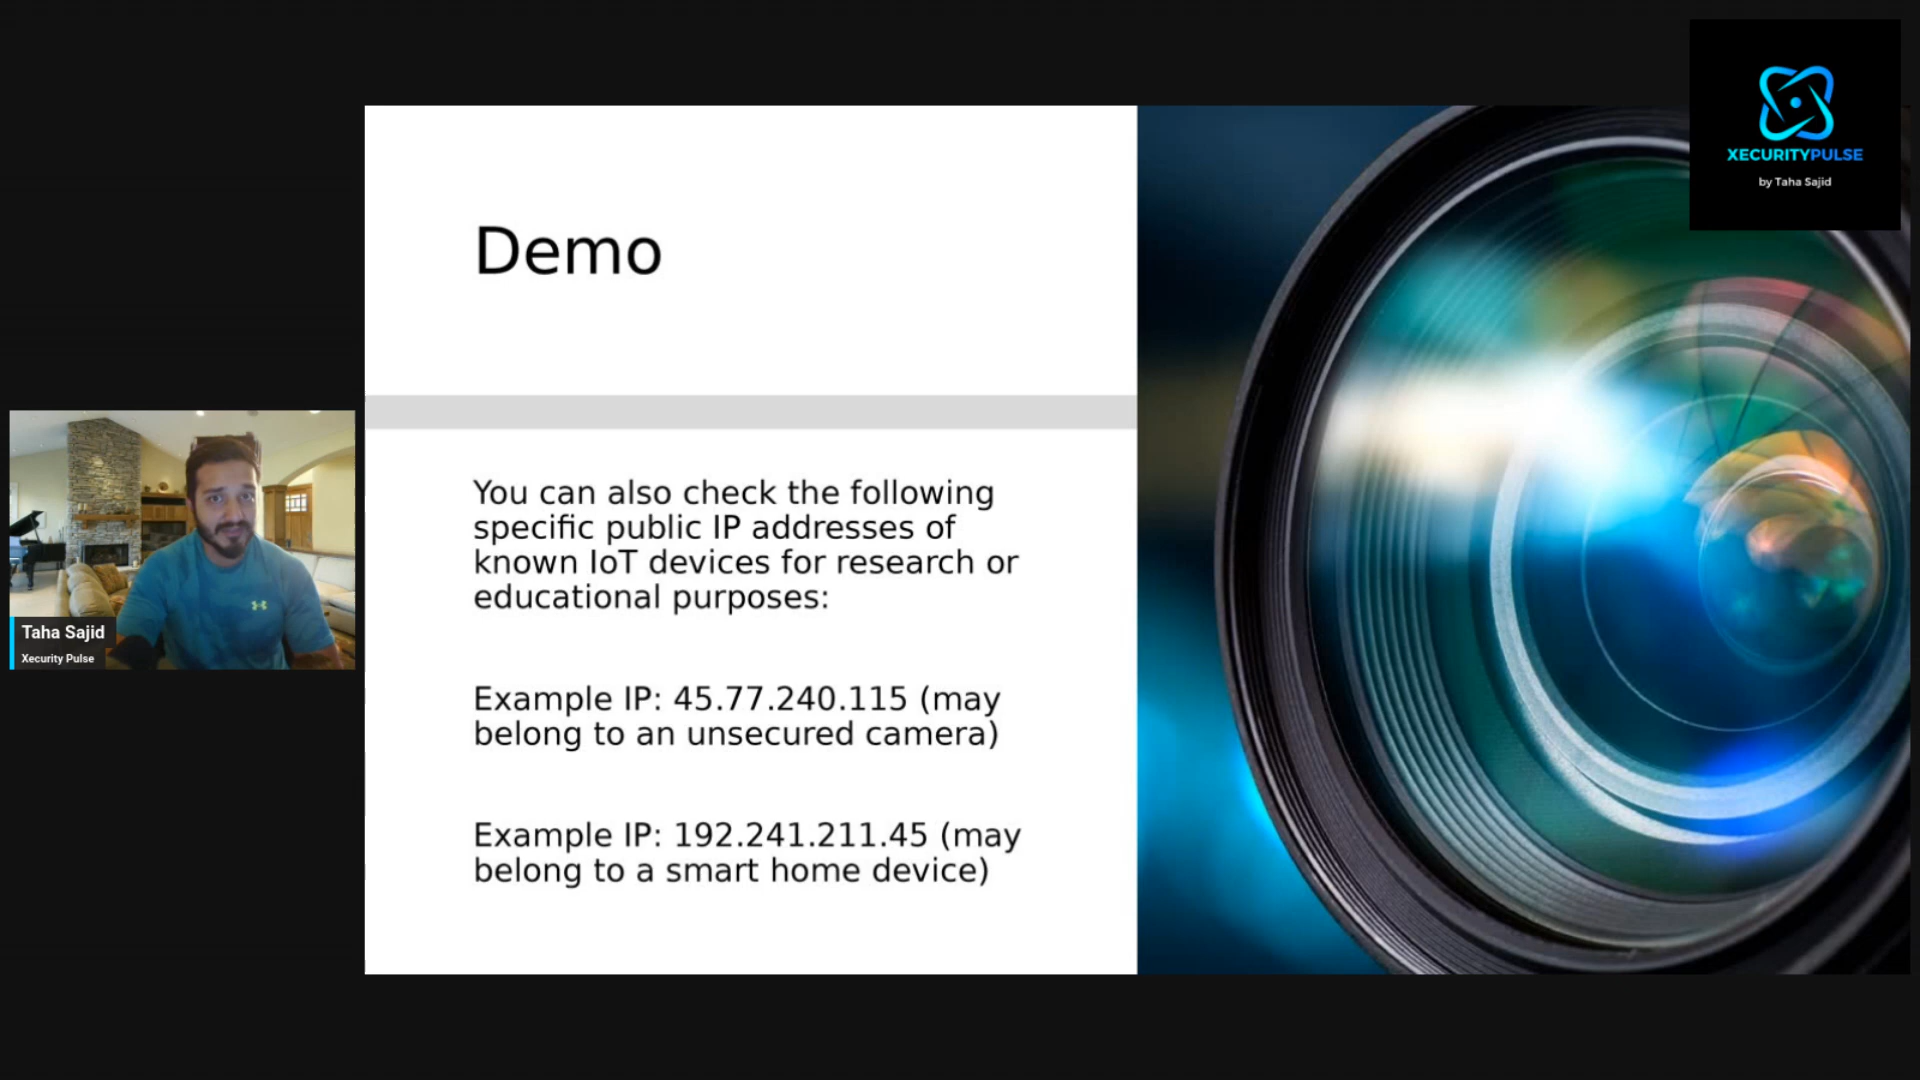 XECURITYPULSE
by Taha Sajid
Demo
You can also check the following
specific public IP addresses of
known IoT devices for research or
educational purposes:
Example IP: 45.77.240.115 (may
belong to an unsecured camera)
Example IP: 192.241.211.45 (may
belong to a smart home device)
Taha Sajid
Xecurity Pulse